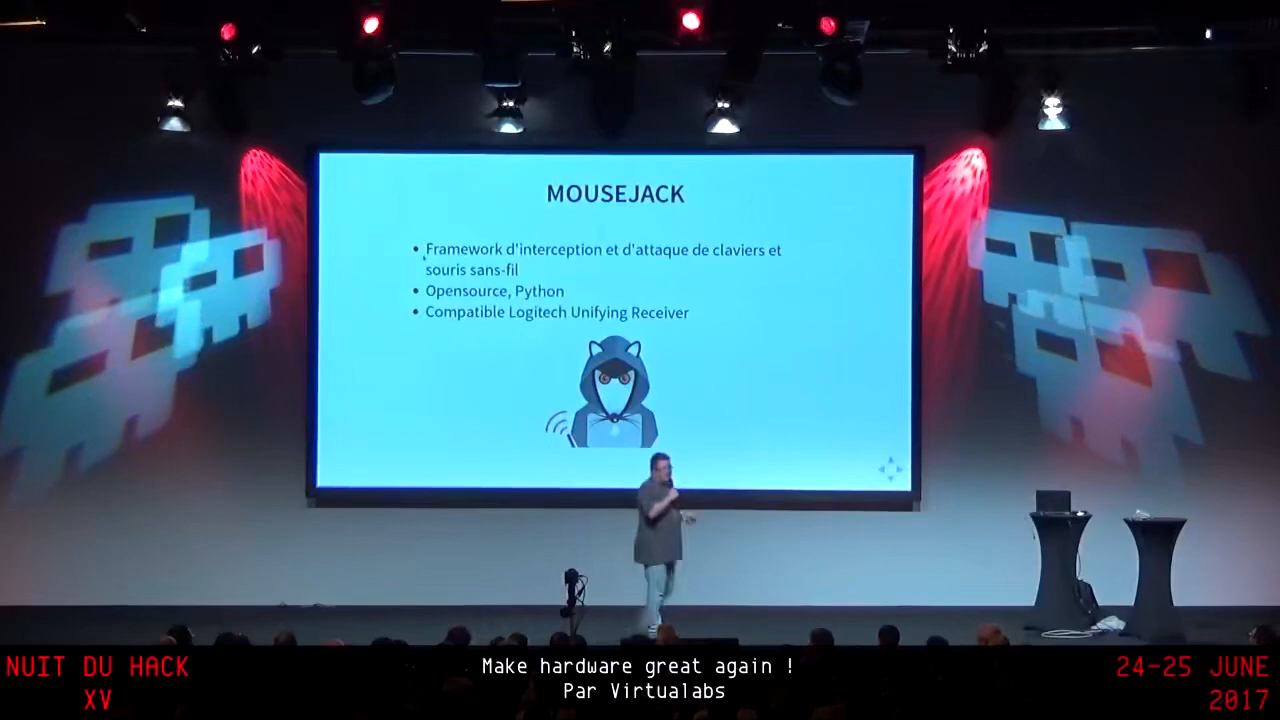 MOUSEJACK
• Framework d'interception et d'attaque de claviers et
souris sans-fil
• Opensource, Python
• Compatible Logitech Unifying Receiver
NUIT DU HACK
XV
Make hardware great again !
Par Virtualabs
24-25 JUNE
2017